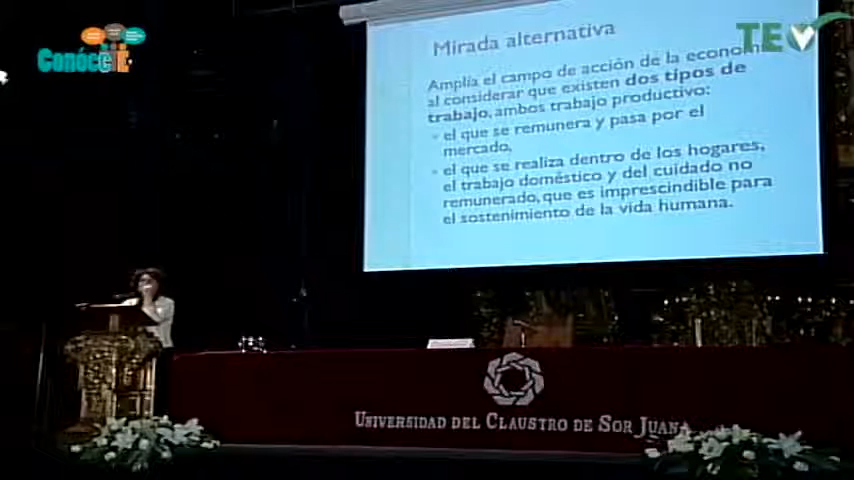 Conóce T E
TE V
Mirada alternativa
Amplía el campo de acción de la econom
al considerar que existen dos tipos de
trabajo, ambos trabajo productivo:
el que se remunera y pasa por el
mercado,
el que se realiza dentro de los hogares,
el trabajo doméstico y del cuidado no
remunerado, que es imprescindible para
el sostenimiento de la vida humana.
UNIVERSIDAD DEL CLAUSTRO DE SOR JUANA